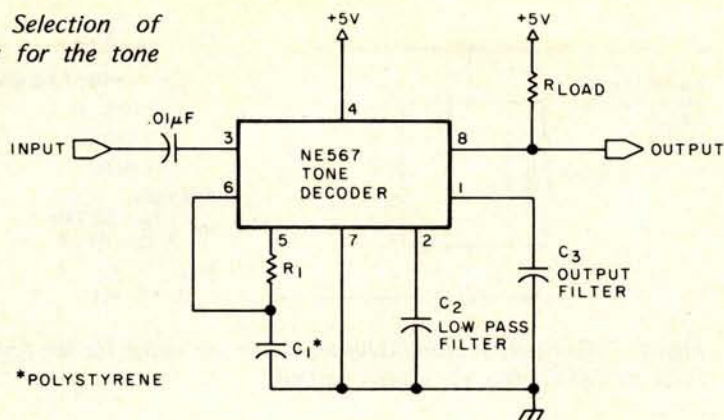 Selection of
for the tone
+5V
+5V
RLOAD
.01µF
4
INPUT
3
NE567
TONE
DECODER
8
OUTPUT
6
1
5
7
2
R1
C3
OUTPUT
FILTER
C2
LOW PASS
FILTER
C1*
*POLYSTYRENE